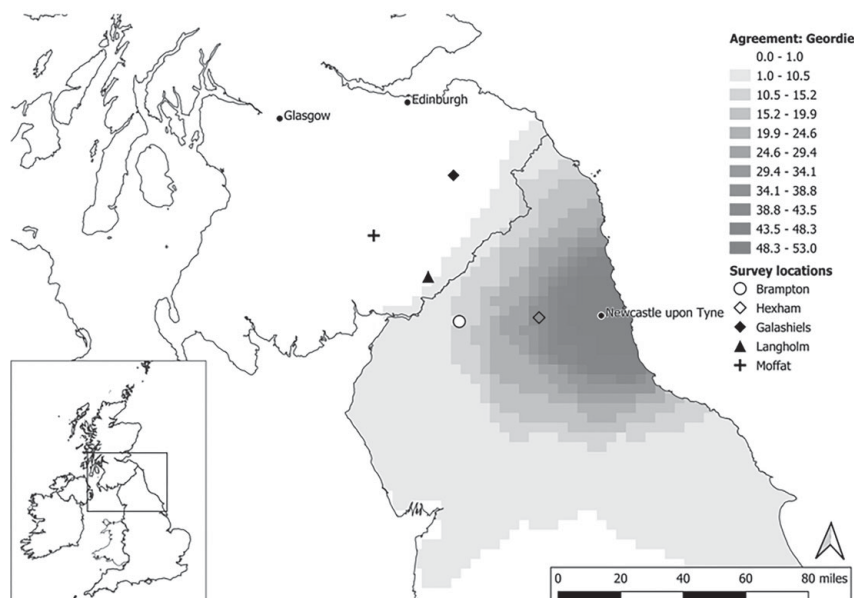 Glasgow
Edinburgh
Newcastle upon Tyne
Agreement: Geordie
0.0 - 1.0
1.0 - 10.5
10.5 - 15.2
15.2 - 19.9
19.9 - 24.6
24.6 - 29.4
29.4 - 34.1
34.1 - 38.8
38.8 - 43.5
43.5 - 48.3
48.3 - 53.0
Survey locations
Brampton
Hexham
Galashiels
Langholm
Moffat
0 20 40 60 80 miles